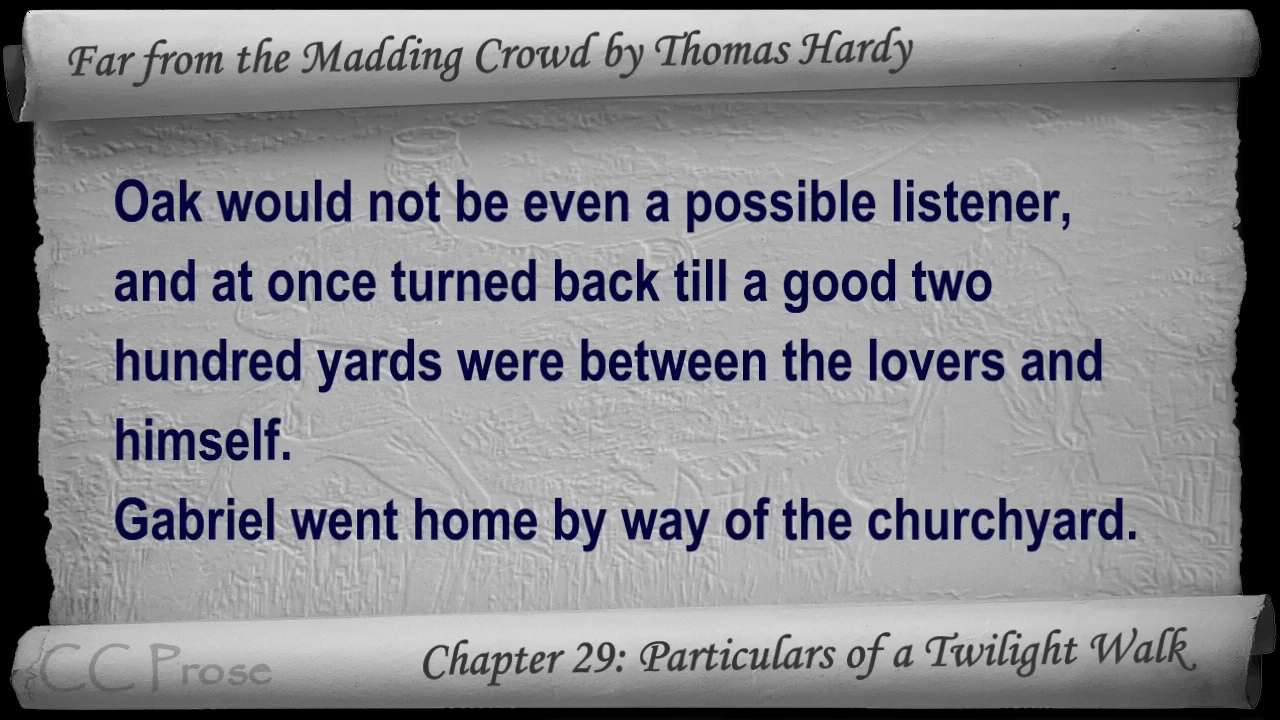 Far from the Madding Crowd by Thomas Hardy
Oak would not be even a possible listener,
and at once turned back till a good two
hundred yards were between the lovers and
himself.
Gabriel went home by way of the churchyard.
CC Prose
Chapter 29: Particulars of a Twilight Walk